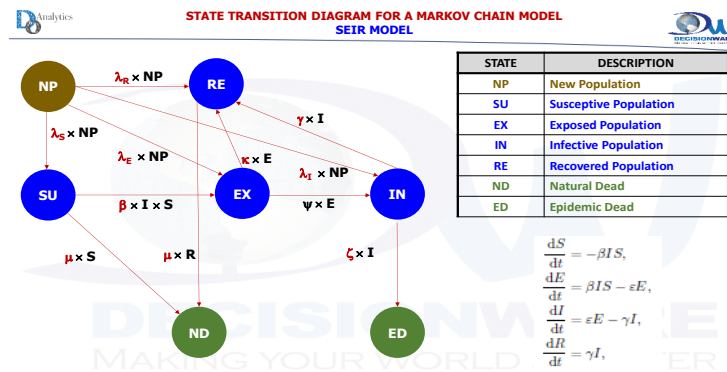 Analytics
STATE TRANSITION DIAGRAM FOR A MARKOV CHAIN MODEL
SEIR MODEL
DECISIONWARE
NP
RE
SU
EX
IN
ND
ED
λR × NP
λS × NP
λE × NP
λI × NP
γ × I
κ × E
β × I × S
ψ × E
μ × S
μ × R
ζ × I
STATE DESCRIPTION
NP New Population
SU Susceptive Population
EX Exposed Population
IN Infective Population
RE Recovered Population
ND Natural Dead
ED Epidemic Dead
dS/dt = −βIS,
dE/dt = βIS − εE,
dI/dt = εE − γI,
dR/dt = γI,
DECISIONWARE
MAKING YOUR WORLD